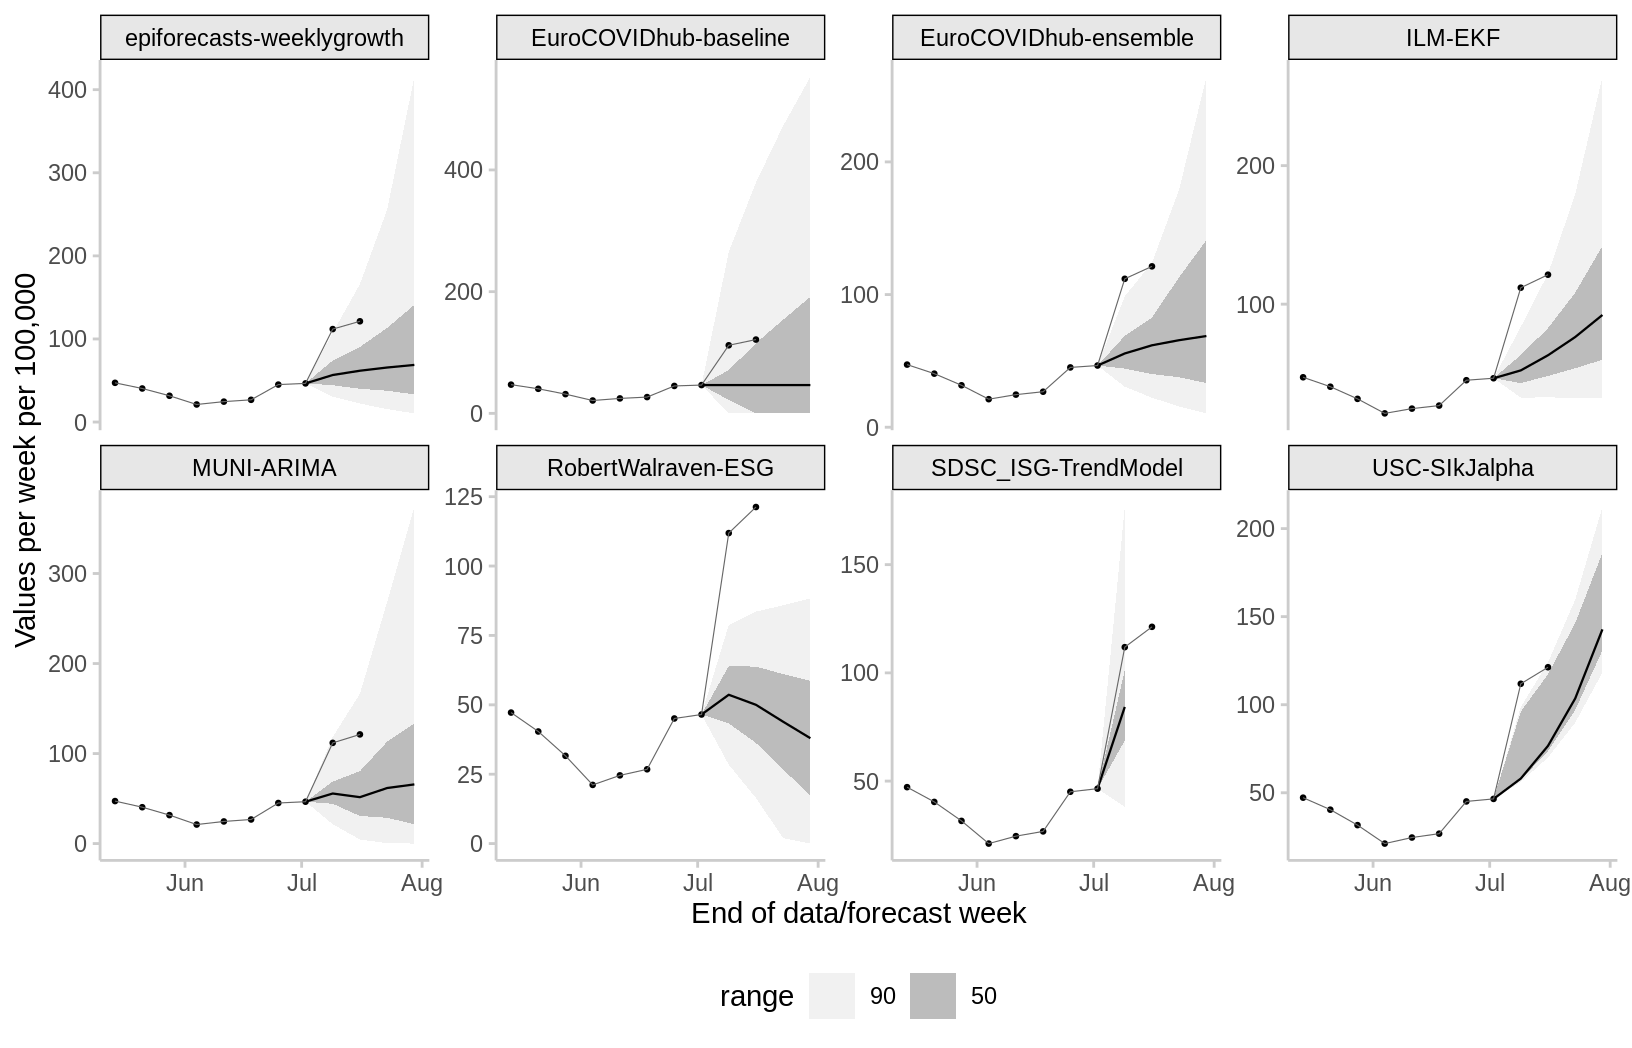 epiforecasts-weeklygrowth
EuroCOVIDhub-baseline
EuroCOVIDhub-ensemble
ILM-EKF
400
300
200
100
0
400
200
0
200
100
0
200
100
Values per week per 100,000
MUNI-ARIMA
RobertWalraven-ESG
SDSC_ISG-TrendModel
USC-SIkJalpha
300
200
100
0
125
100
75
50
25
0
150
100
50
200
150
100
50
Jun Jul Aug
Jun Jul Aug
Jun Jul Aug
Jun Jul Aug
End of data/forecast week
range 90 50